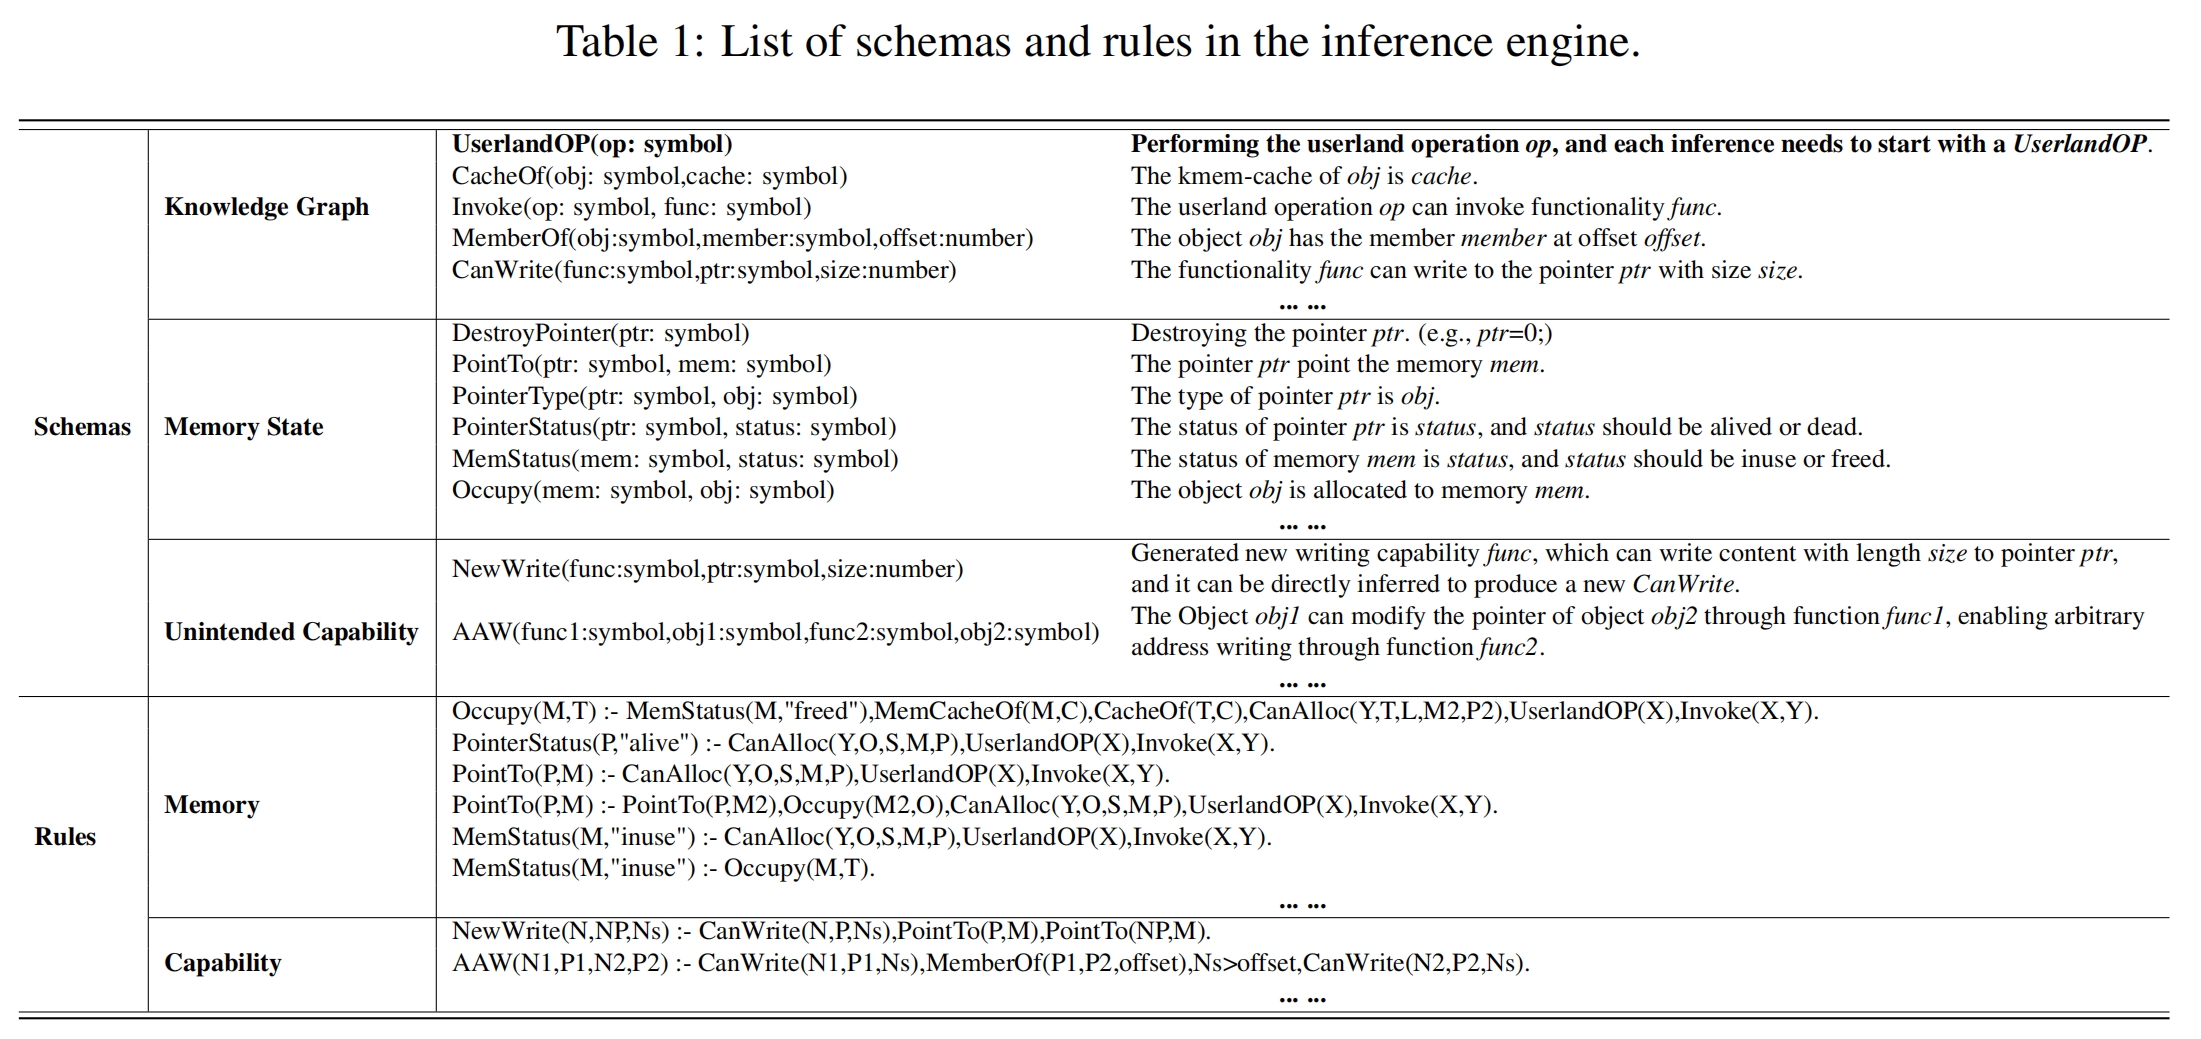 Table 1: List of schemas and rules in the inference engine.
Schemas
Knowledge Graph
UserlandOP(op: symbol) Performing the userland operation op, and each inference needs to start with a UserlandOP.
CacheOf(obj: symbol,cache: symbol) The kmem-cache of obj is cache.
Invoke(op: symbol, func: symbol) The userland operation op can invoke functionality func.
MemberOf(obj:symbol,member:symbol,offset:number) The object obj has the member member at offset offset.
CanWrite(func:symbol,ptr:symbol,size:number) The functionality func can write to the pointer ptr with size size.
... ...
Memory State
DestroyPointer(ptr: symbol) Destroying the pointer ptr. (e.g., ptr=0;)
PointTo(ptr: symbol, mem: symbol) The pointer ptr point the memory mem.
PointerType(ptr: symbol, obj: symbol) The type of pointer ptr is obj.
PointerStatus(ptr: symbol, status: symbol) The status of pointer ptr is status, and status should be alived or dead.
MemStatus(mem: symbol, status: symbol) The status of memory mem is status, and status should be inuse or freed.
Occupy(mem: symbol, obj: symbol) The object obj is allocated to memory mem.
... ...
Unintended Capability
NewWrite(func:symbol,ptr:symbol,size:number) Generated new writing capability func, which can write content with length size to pointer ptr,
and it can be directly inferred to produce a new CanWrite.
AAW(func1:symbol,obj1:symbol,func2:symbol,obj2:symbol) The Object obj1 can modify the pointer of object obj2 through function func1, enabling arbitrary
address writing through function func2.
... ...
Rules
Memory
Occupy(M,T) :- MemStatus(M,"freed"),MemCacheOf(M,C),CacheOf(T,C),CanAlloc(Y,T,L,M2,P2),UserlandOP(X),Invoke(X,Y).
PointerStatus(P,"alive") :- CanAlloc(Y,O,S,M,P),UserlandOP(X),Invoke(X,Y).
PointTo(P,M) :- CanAlloc(Y,O,S,M,P),UserlandOP(X),Invoke(X,Y).
PointTo(P,M) :- PointTo(P,M2),Occupy(M2,O),CanAlloc(Y,O,S,M,P),UserlandOP(X),Invoke(X,Y).
MemStatus(M,"inuse") :- CanAlloc(Y,O,S,M,P),UserlandOP(X),Invoke(X,Y).
MemStatus(M,"inuse") :- Occupy(M,T).
... ...
Capability
NewWrite(N,NP,Ns) :- CanWrite(N,P,Ns),PointTo(P,M),PointTo(NP,M).
AAW(N1,P1,N2,P2) :- CanWrite(N1,P1,Ns),MemberOf(P1,P2,offset),Ns>offset,CanWrite(N2,P2,Ns).
... ...